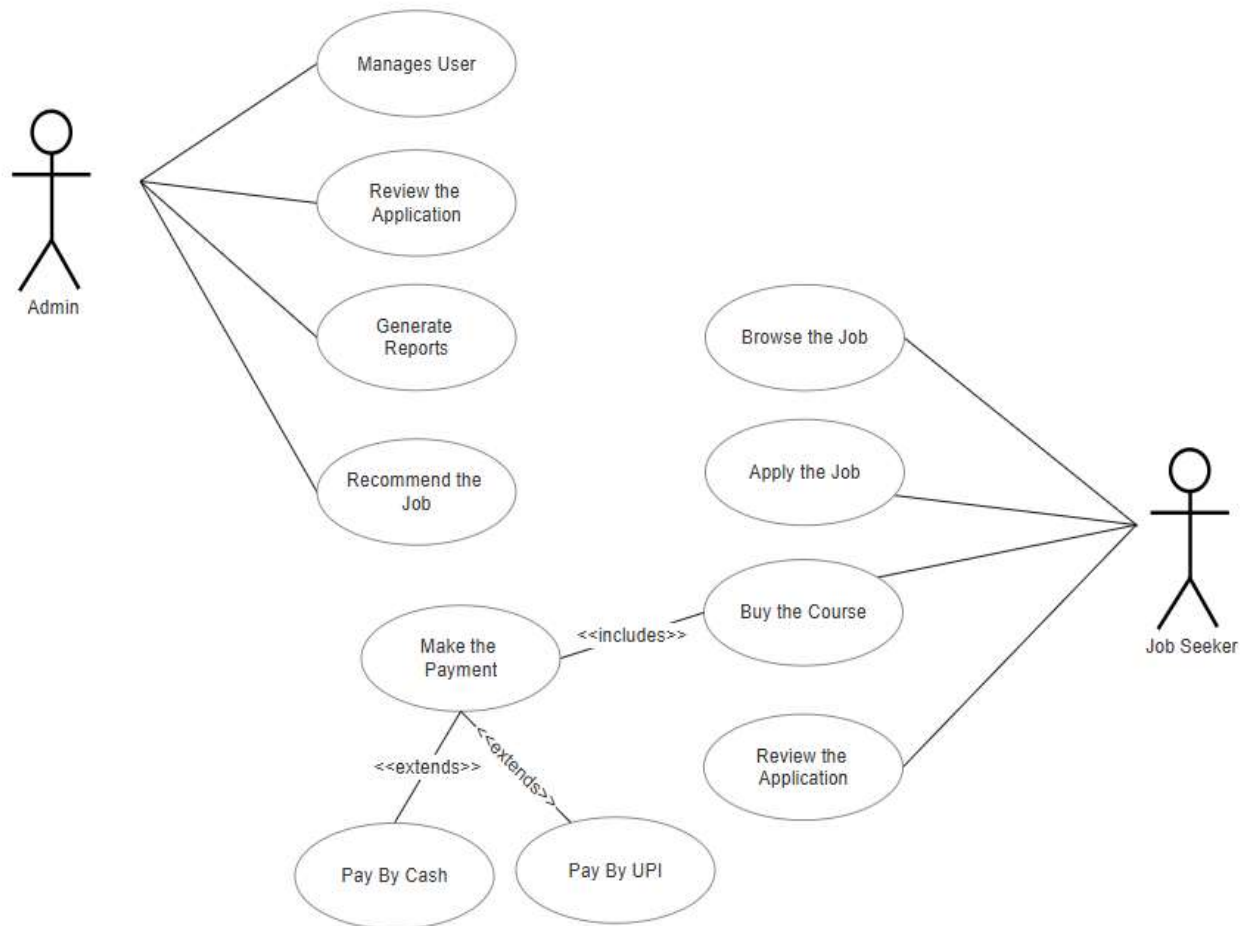 Manages User
Review the
Application
Admin
Generate
Reports
Browse the Job
Recommend the
Job
Apply the Job
Buy the Course
<<includes>>
Make the
Payment
Job Seeker
Review the
Application
<<extends>>
<<extends>>
Pay By Cash
Pay By UPI